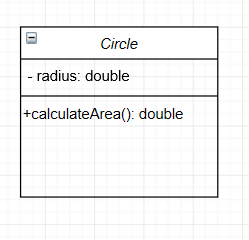 Circle
- radius: double
+calculateArea(): double